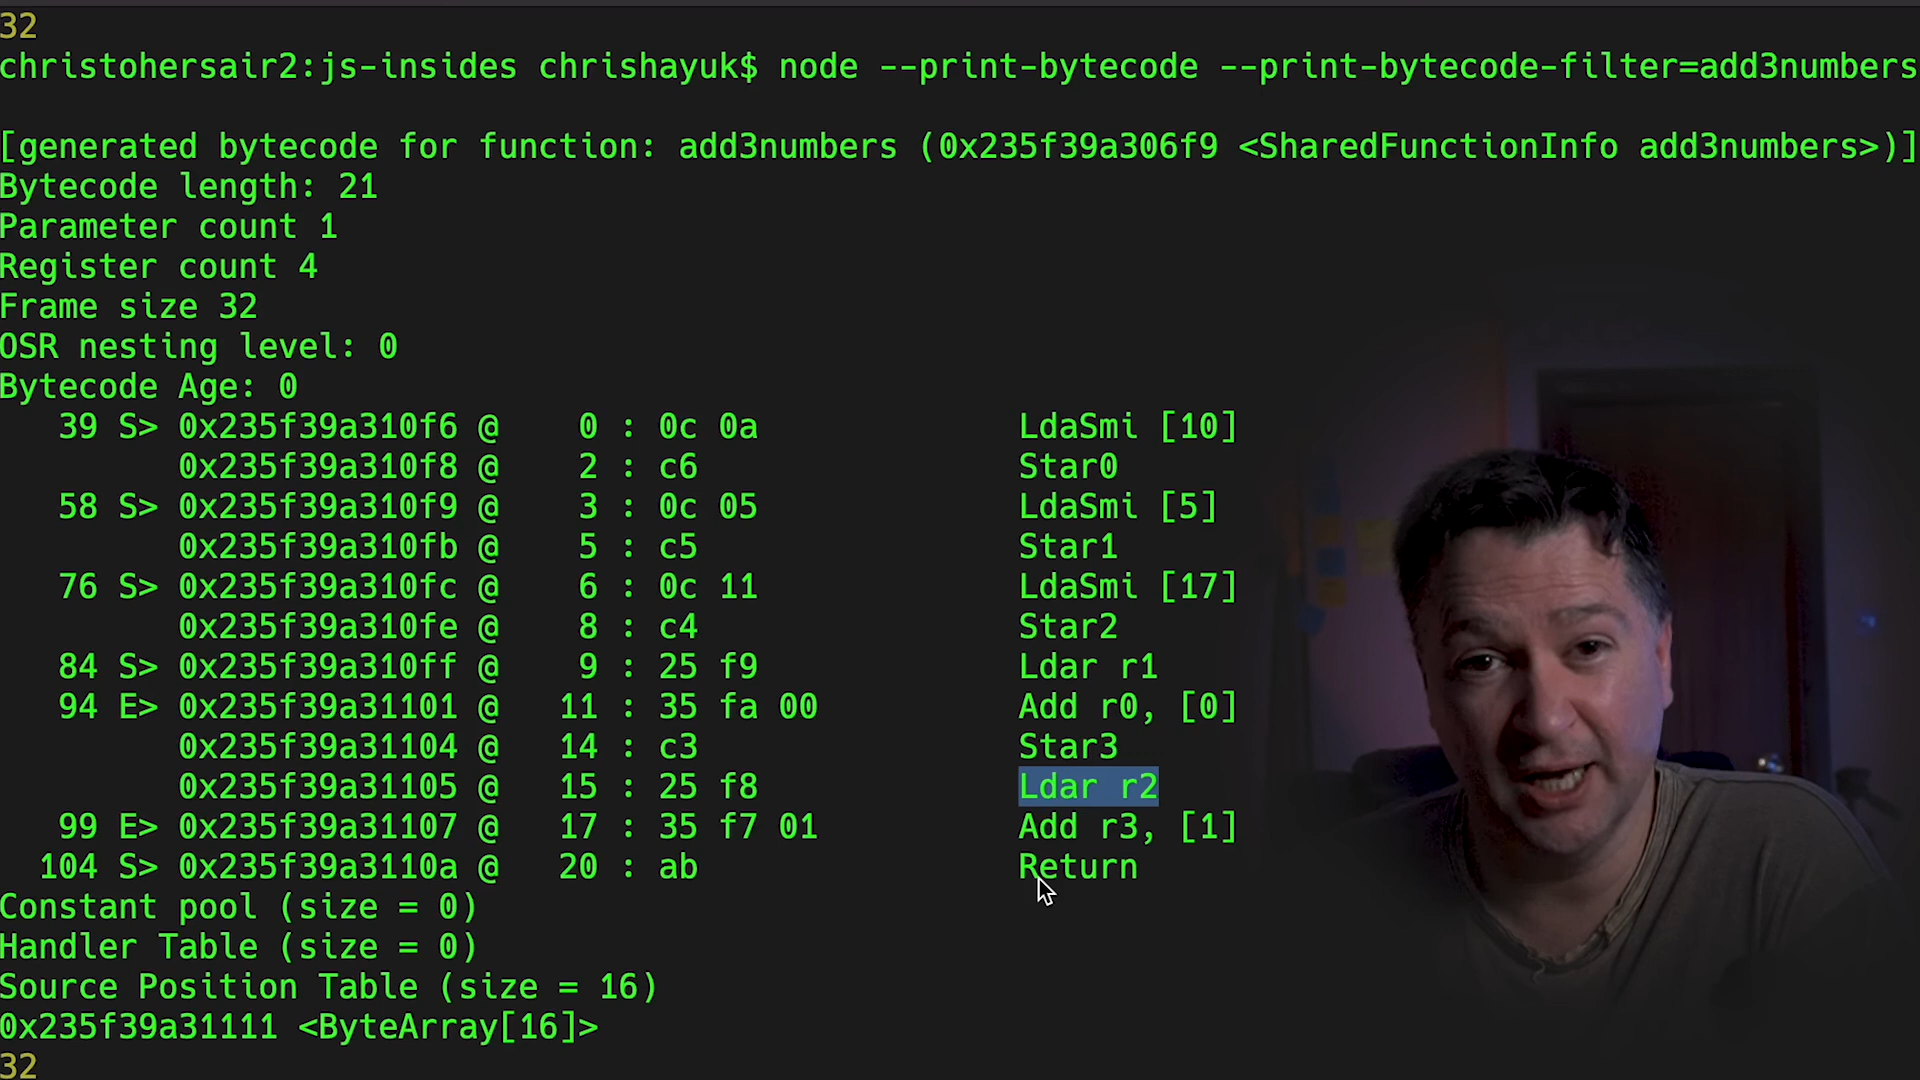 32
christohersair2:js-insides chrishayuk$ node --print-bytecode --print-bytecode-filter=add3numbers
[generated bytecode for function: add3numbers (0x235f39a306f9 <SharedFunctionInfo add3numbers>)]
Bytecode length: 21
Parameter count 1
Register count 4
Frame size 32
OSR nesting level: 0
Bytecode Age: 0
39 S> 0x235f39a310f6 @ 0 : 0c 0a LdaSmi [10]
0x235f39a310f8 @ 2 : c6 Star0
58 S> 0x235f39a310f9 @ 3 : 0c 05 LdaSmi [5]
0x235f39a310fb @ 5 : c5 Star1
76 S> 0x235f39a310fc @ 6 : 0c 11 LdaSmi [17]
0x235f39a310fe @ 8 : c4 Star2
84 S> 0x235f39a310ff @ 9 : 25 f9 Ldar r1
94 E> 0x235f39a31101 @ 11 : 35 fa 00 Add r0, [0]
0x235f39a31104 @ 14 : c3 Star3
0x235f39a31105 @ 15 : 25 f8 Ldar r2
99 E> 0x235f39a31107 @ 17 : 35 f7 01 Add r3, [1]
104 S> 0x235f39a3110a @ 20 : ab Return
Constant pool (size = 0)
Handler Table (size = 0)
Source Position Table (size = 16)
0x235f39a31111 <ByteArray[16]>
32